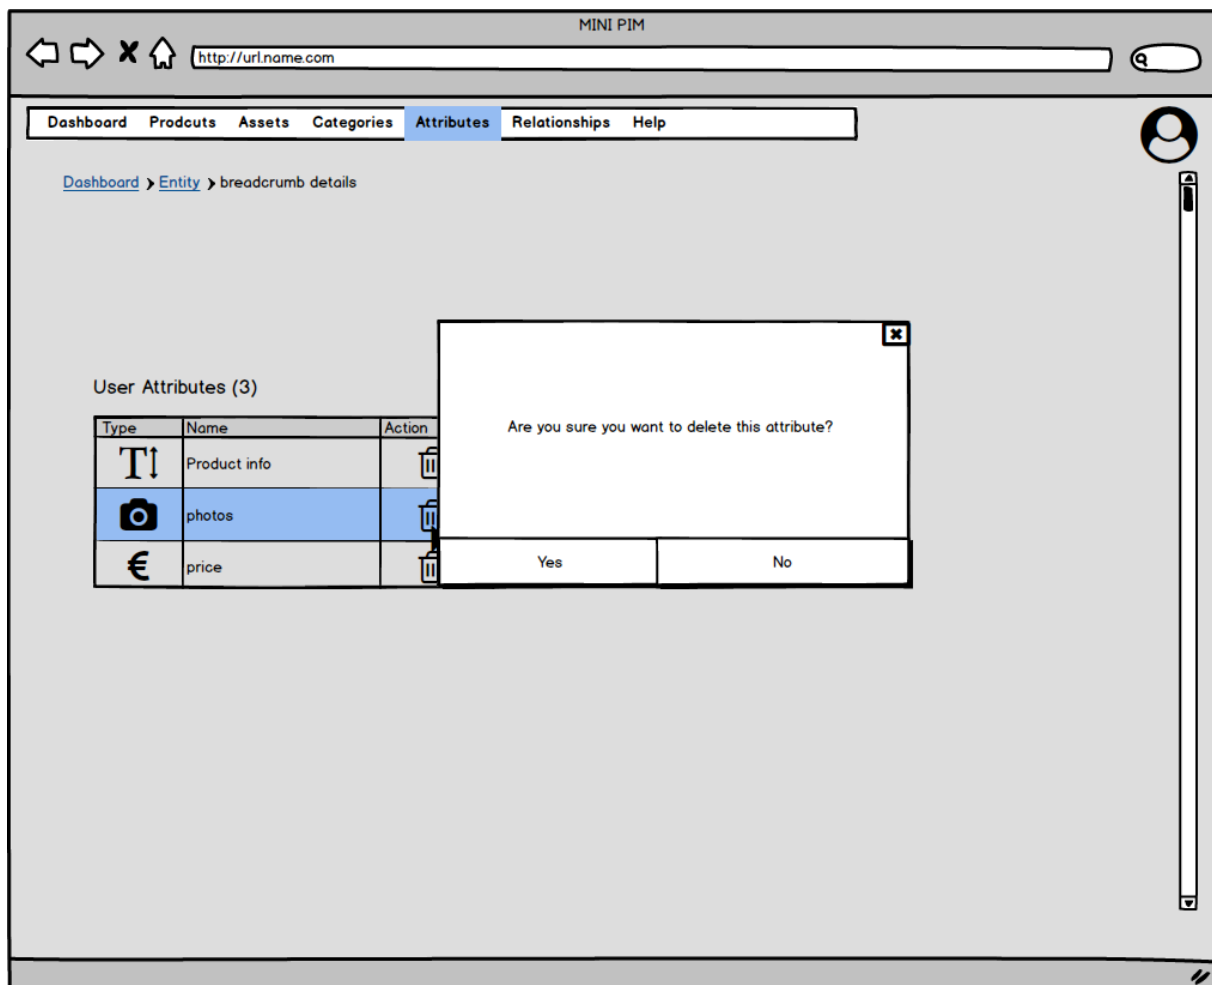 MINI PIM
http://url.name.com
Dashboard Prodcuts Assets Categories Attributes Relationships Help
Dashboard Entity breadcrumb details
User Attributes (3)
Type Name Action
Product info
photos
price
Are you sure you want to delete this attribute?
Yes No